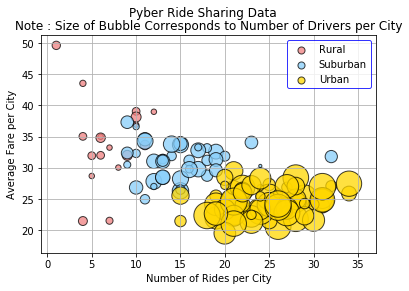 Pyber Ride Sharing Data
Note : Size of Bubble Corresponds to Number of Drivers per City
Rural
Suburban
Urban
Average Fare per City
50
45
40
35
30
25
20
0 5 10 15 20 25 30 35
Number of Rides per City